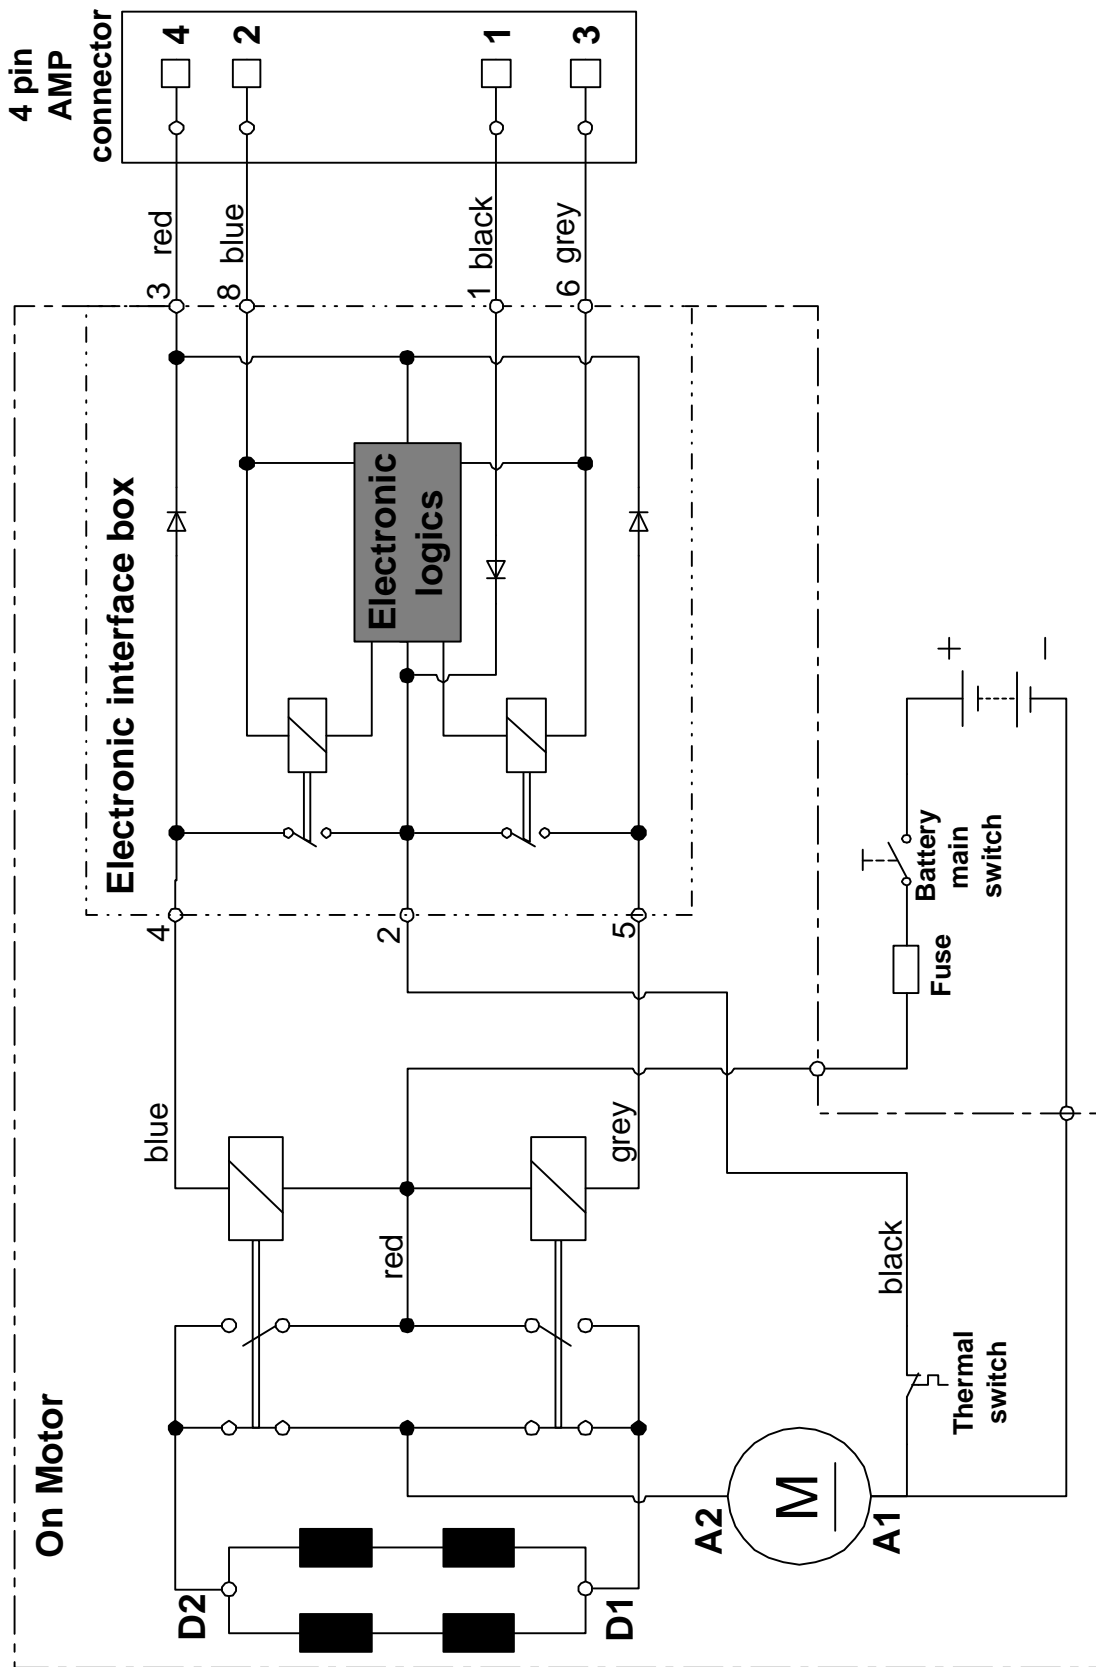 4 pin
AMP
connector
4
2
1
3
red
blue
black
grey
3
8
1
6
Electronic interface box
Electronic
logics
4
2
5
+
−
Battery
main
switch
Fuse
blue
grey
red
black
Thermal
switch
On Motor
M
A2
A1
D2
D1